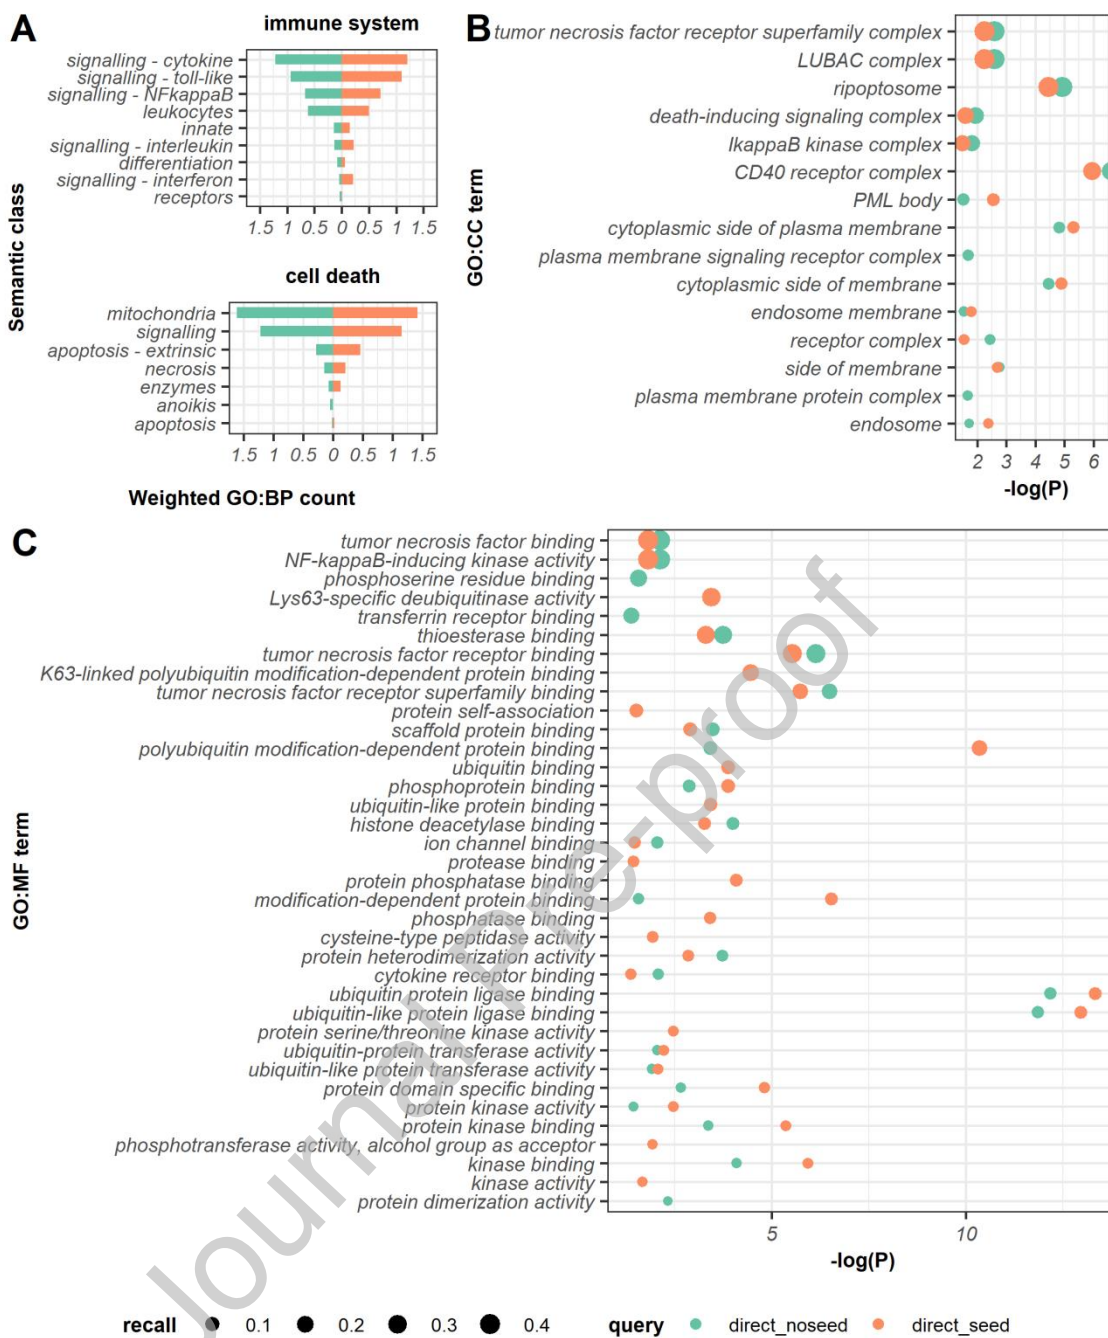 A
immune system
signalling - cytokine
signalling - toll-like
signalling - NFkappaB
leukocytes
innate
signalling - interleukin
differentiation
signalling - interferon
receptors
1.5 1 0.5 0 0.5 1 1.5
Semantic class
cell death
mitochondria
signalling
apoptosis - extrinsic
necrosis
enzymes
anoikis
apoptosis
1.5 1 0.5 0 0.5 1 1.5
Weighted GO:BP count
B
tumor necrosis factor receptor superfamily complex
LUBAC complex
ripoptosome
death-inducing signaling complex
IkappaB kinase complex
CD40 receptor complex
PML body
cytoplasmic side of plasma membrane
plasma membrane signaling receptor complex
cytoplasmic side of membrane
endosome membrane
receptor complex
side of membrane
plasma membrane protein complex
endosome
GO:CC term
2 3 4 5 6
-log(P)
C
tumor necrosis factor binding
NF-kappaB-inducing kinase activity
phosphoserine residue binding
Lys63-specific deubiquitinase activity
transferrin receptor binding
thioesterase binding
tumor necrosis factor receptor binding
K63-linked polyubiquitin modification-dependent protein binding
tumor necrosis factor receptor superfamily binding
protein self-association
scaffold protein binding
polyubiquitin modification-dependent protein binding
ubiquitin binding
phosphoprotein binding
ubiquitin-like protein binding
histone deacetylase binding
ion channel binding
protease binding
protein phosphatase binding
modification-dependent protein binding
phosphatase binding
cysteine-type peptidase activity
protein heterodimerization activity
cytokine receptor binding
ubiquitin protein ligase binding
ubiquitin-like protein ligase binding
protein serine/threonine kinase activity
ubiquitin-protein transferase activity
ubiquitin-like protein transferase activity
protein domain specific binding
protein kinase activity
protein kinase binding
phosphotransferase activity, alcohol group as acceptor
kinase binding
kinase activity
protein dimerization activity
GO:MF term
5 10
-log(P)
recall 0.1 0.2 0.3 0.4 query direct_noseed direct_seed
Journal Pre-proof